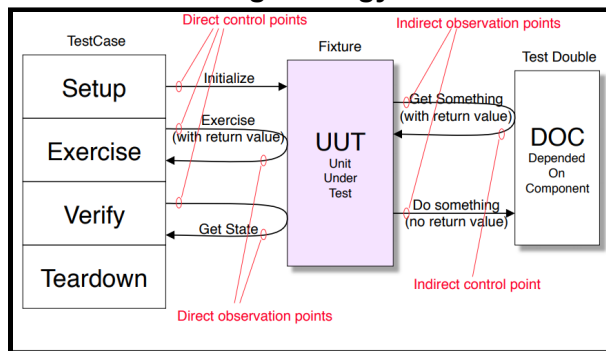 Direct control points
Indirect observation points
TestCase
Fixture
Test Double
Setup
Initialize
Get Something
(with return value)
Exercise
Exercise
(with return value)
UUT
Unit
Under
Test
DOC
Depended
On
Component
Verify
Get State
Do something
(no return value)
Teardown
Indirect control point
Direct observation points